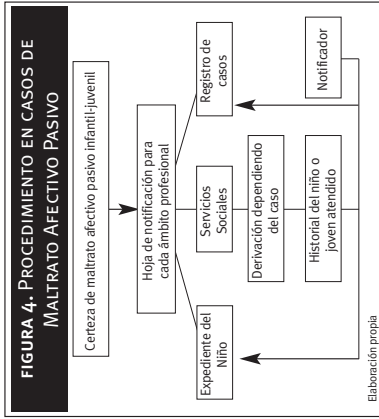 FIGURA 4. PROCEDIMIENTO EN CASOS DE
MALTRATO AFECTIVO PASIVO
Certeza de maltrato afectivo pasivo infantil-juvenil
Hoja de notificación para
cada ámbito profesional
Expediente del
Niño
Servicios
Sociales
Registro de
casos
Derivación dependiendo
del caso
Historial del niño o
joven atendido
Notificador
Elaboración propia